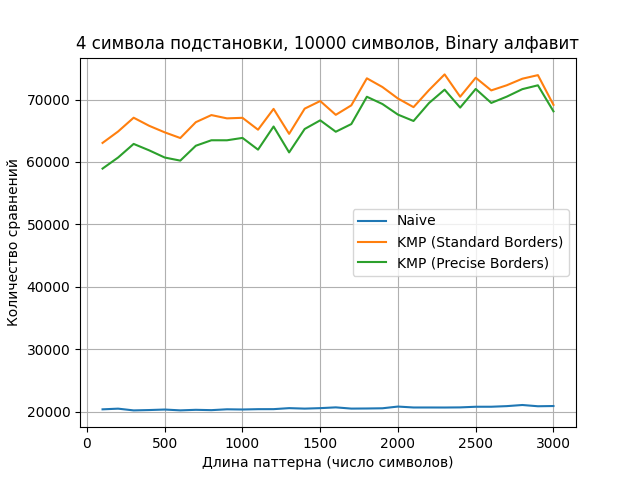 4 символа подстановки, 10000 символов, Binary алфавит
Количество сравнений
70000
60000
50000
40000
30000
20000
Naive
KMP (Standard Borders)
KMP (Precise Borders)
0
500
1000
1500
2000
2500
3000
Длина паттерна (число символов)